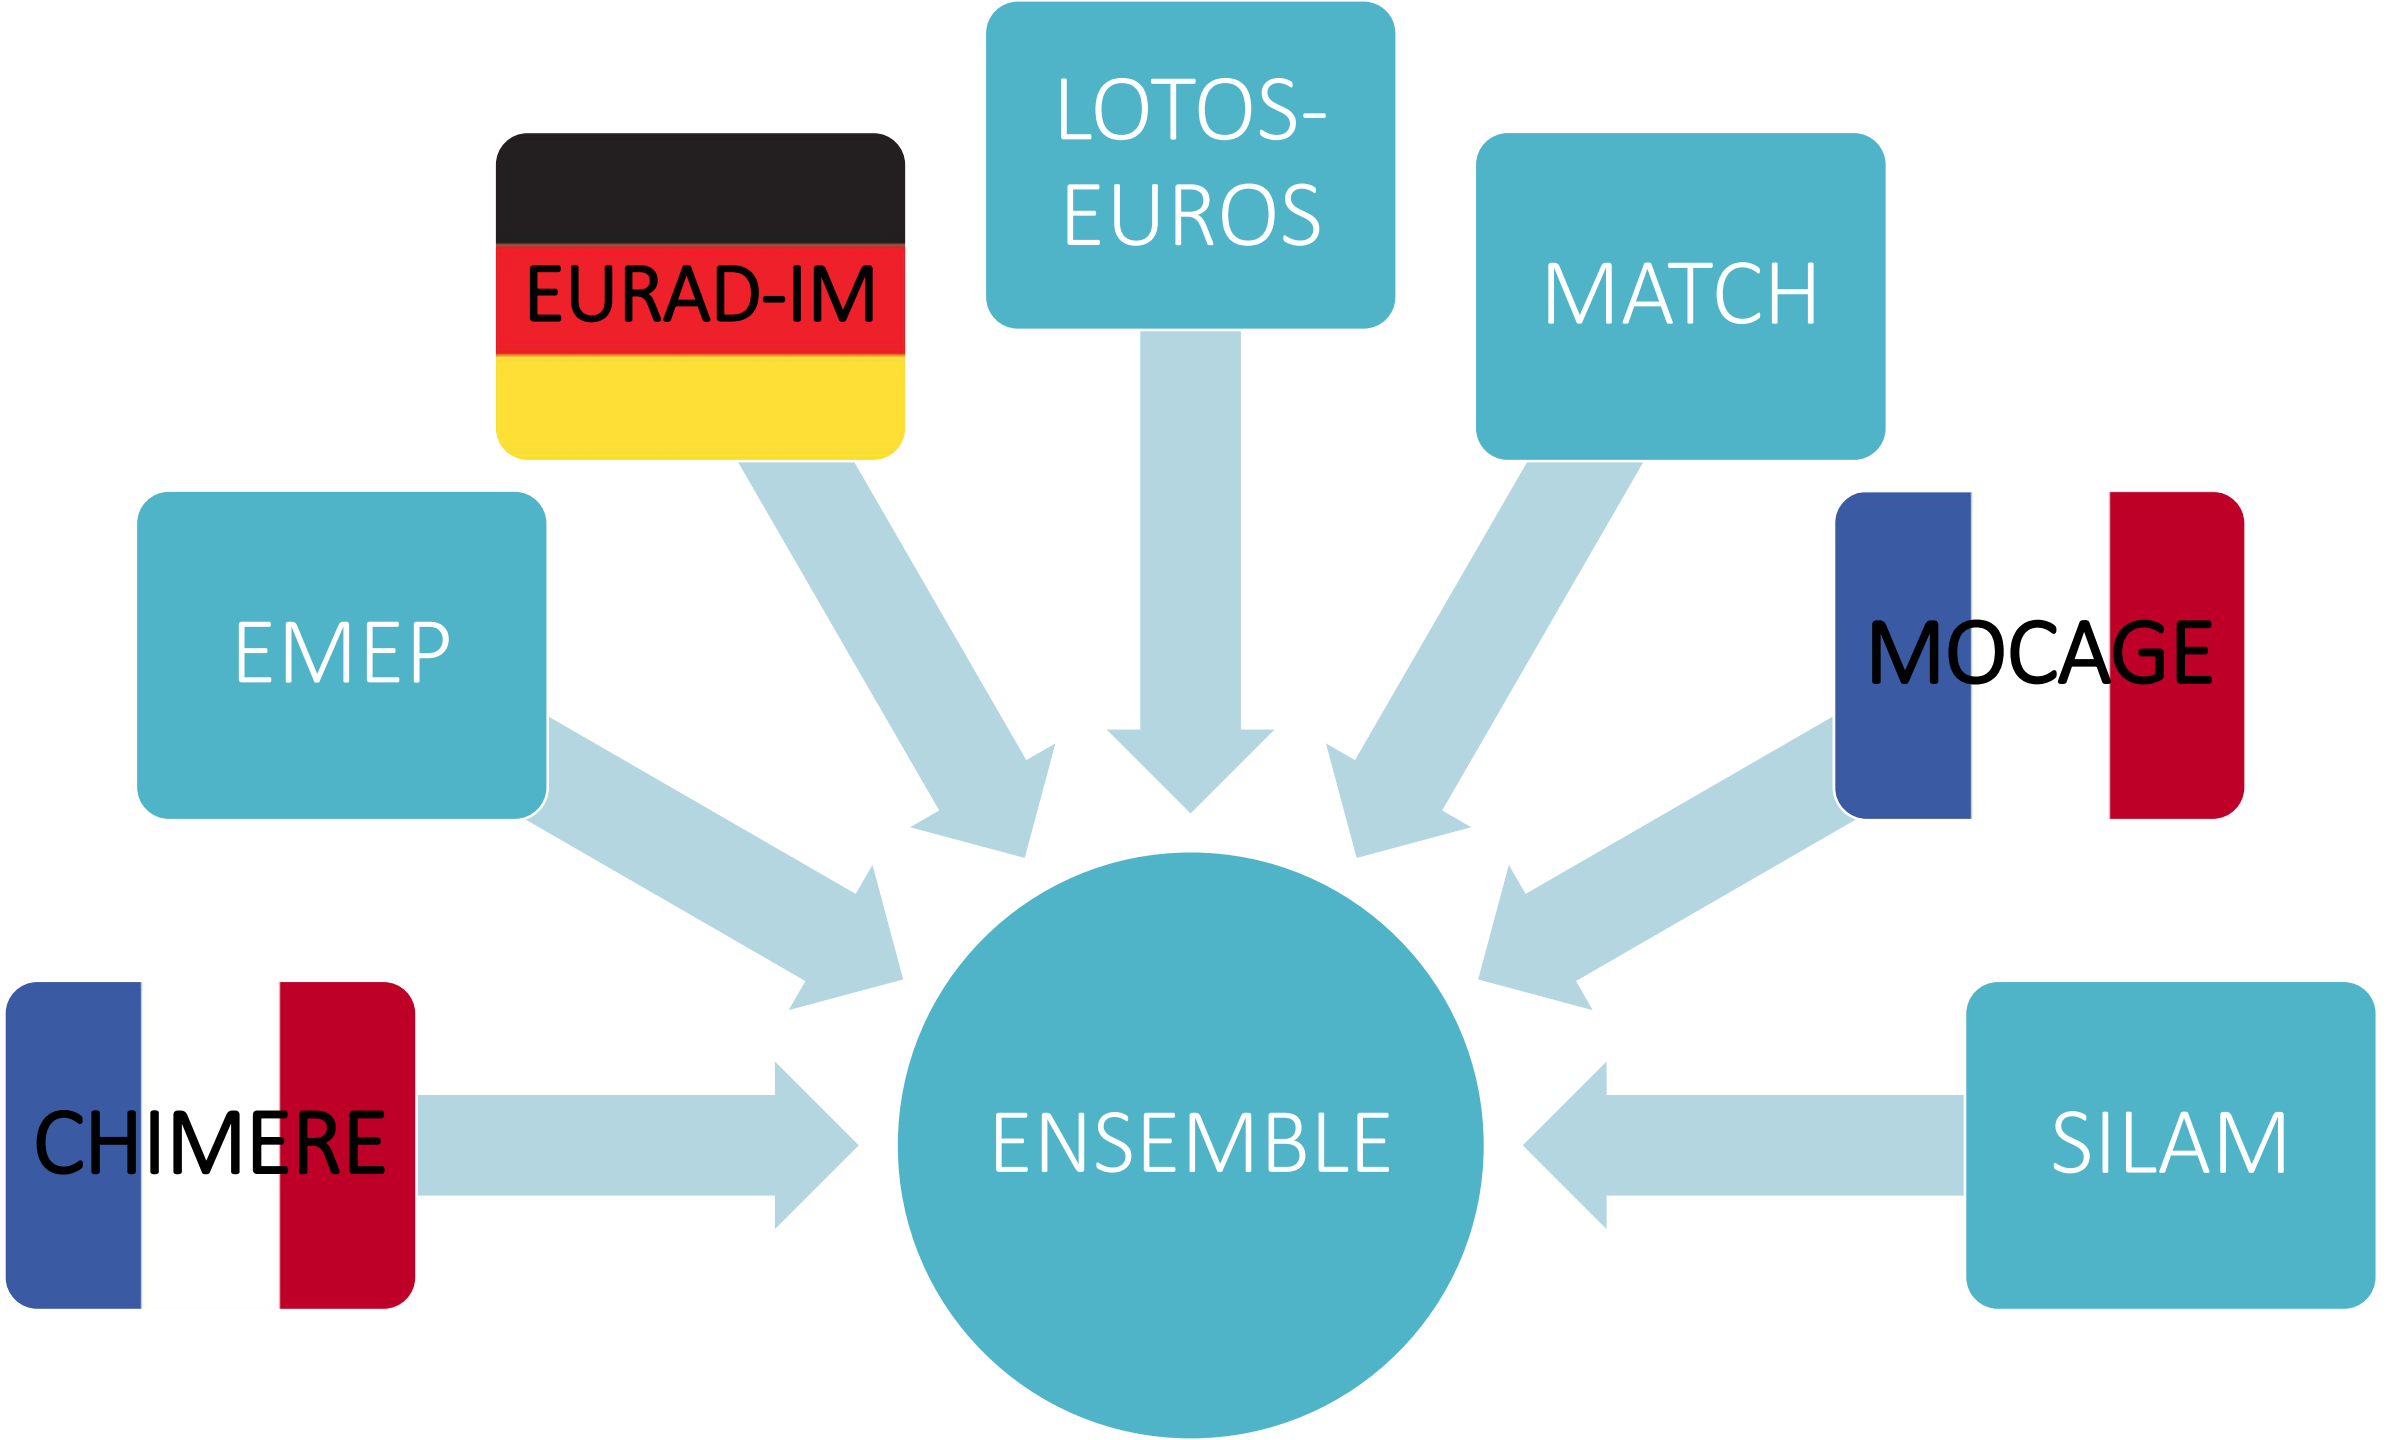 LOTOS-
EUROS
EURAD-IM
MATCH
EMEP
MOCAGE
CHIMERE
ENSEMBLE
SILAM